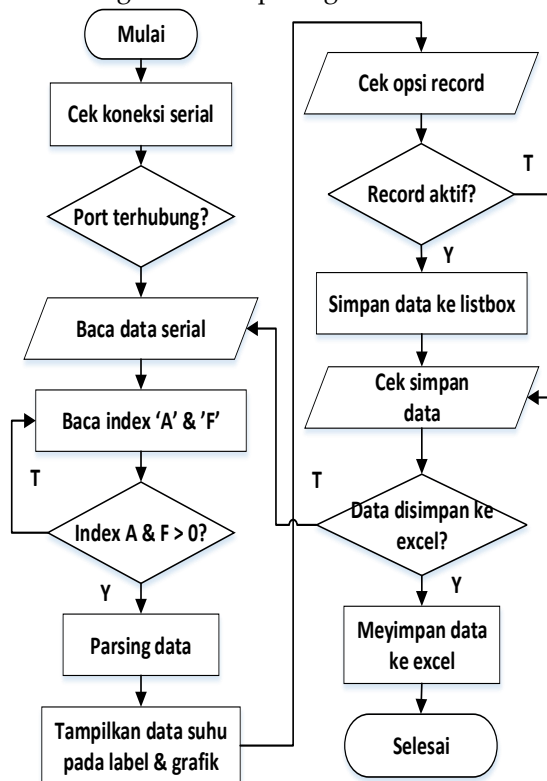 Mulai
Cek koneksi serial
Port terhubung?
Baca data serial
Baca index ‘A’ & ’F’
T
Index A & F > 0?
Y
Parsing data
Tampilkan data suhu
pada label & grafik
Cek opsi record
T
Record aktif?
Y
Simpan data ke listbox
Cek simpan
data
T
Data disimpan ke
excel?
Y
Meyimpan data
ke excel
Selesai